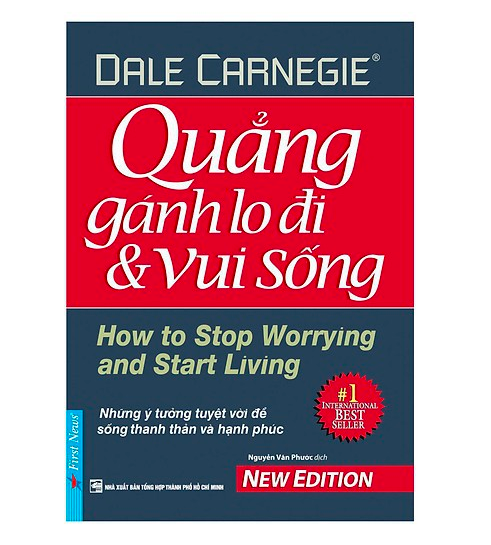 DALE CARNEGIE®
Quẳng
gánh lo đi
& vui sống
How to Stop Worrying
and Start Living
#1
INTERNATIONAL
BEST
SELLER
Những ý tưởng tuyệt vời để
sống thanh thản và hạnh phúc
First News
Nguyễn Văn Phước dịch
NHÀ XUẤT BẢN TỔNG HỢP THÀNH PHỐ HỒ CHÍ MINH
NEW EDITION